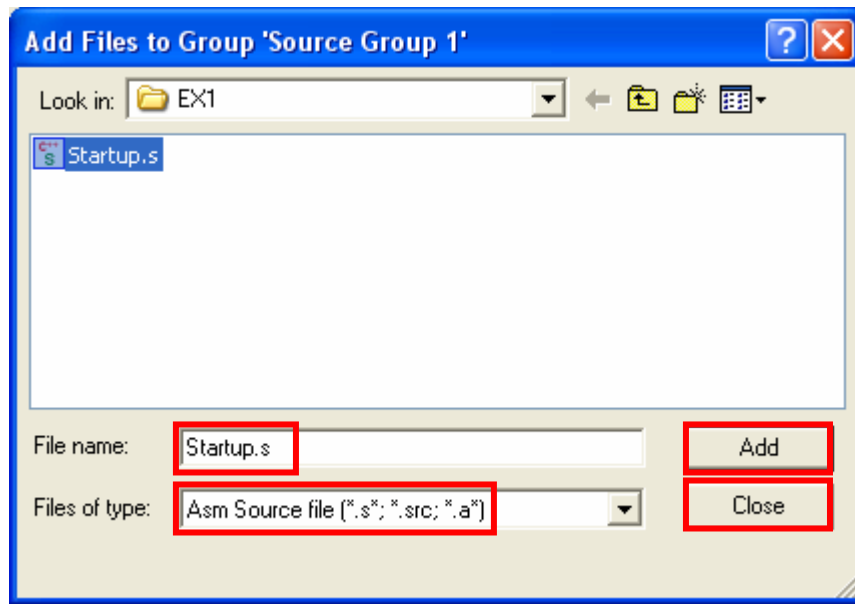 Add Files to Group 'Source Group 1'
Look in: EX1
Startup.s
File name: Startup.s
Add
Files of type: Asm Source file (*.s*; *.src; *.a*)
Close